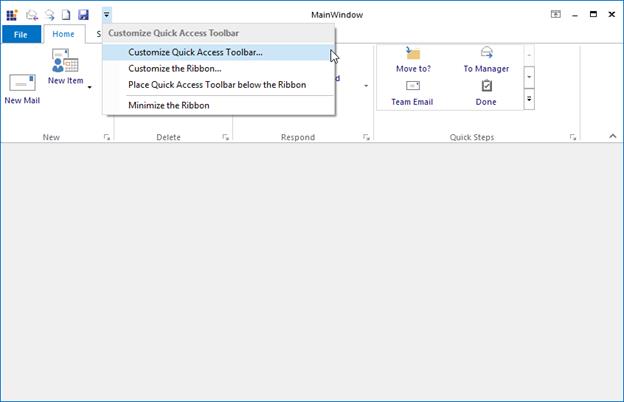 MainWindow
File
Home
S
Customize Quick Access Toolbar
Customize Quick Access Toolbar...
Customize the Ribbon...
Place Quick Access Toolbar below the Ribbon
Minimize the Ribbon
New Mail
New Item
d
Move to?
To Manager
Team Email
Done
New
Delete
Respond
Quick Steps